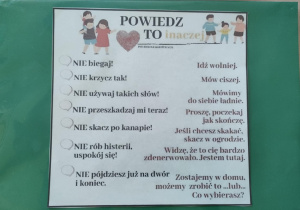 POWIEDZ
TO inaczej
NIE biegaj!
Idź wolniej.
NIE krzycz tak!
Mów ciszej.
NIE używaj takich słów!
Mówimy
do siebie ładnie.
NIE przeszkadzaj mi teraz!
Proszę, poczekaj
jak skończę.
NIE skacz po kanapie!
Jeśli chcesz skakać,
skacz w ogrodzie.
NIE rób histerii,
uspokój się!
Widzę, że to cię bardzo
zdenerwowało. Jestem tutaj.
NIE pójdziesz już na dwór
i koniec.
Zostajemy w domu,
możemy zrobić to ...lub...
Co wybierasz?